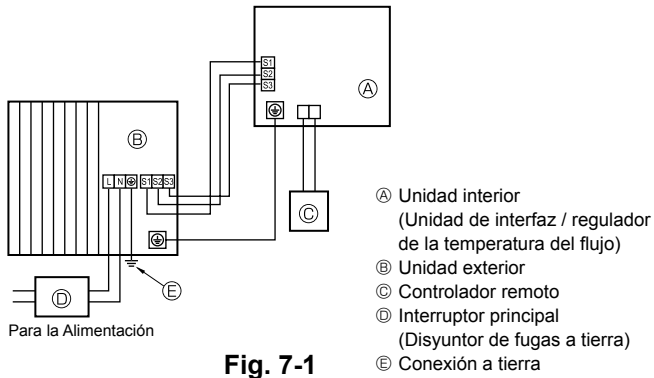 S1
S2
S3
Ⓐ
Ⓑ
L N S1 S2 S3
Ⓒ
Ⓓ
Ⓔ
Para la Alimentación
Fig. 7-1
Ⓐ Unidad interior
(Unidad de interfaz / regulador
de la temperatura del flujo)
Ⓑ Unidad exterior
Ⓒ Controlador remoto
Ⓓ Interruptor principal
(Disyuntor de fugas a tierra)
Ⓔ Conexión a tierra